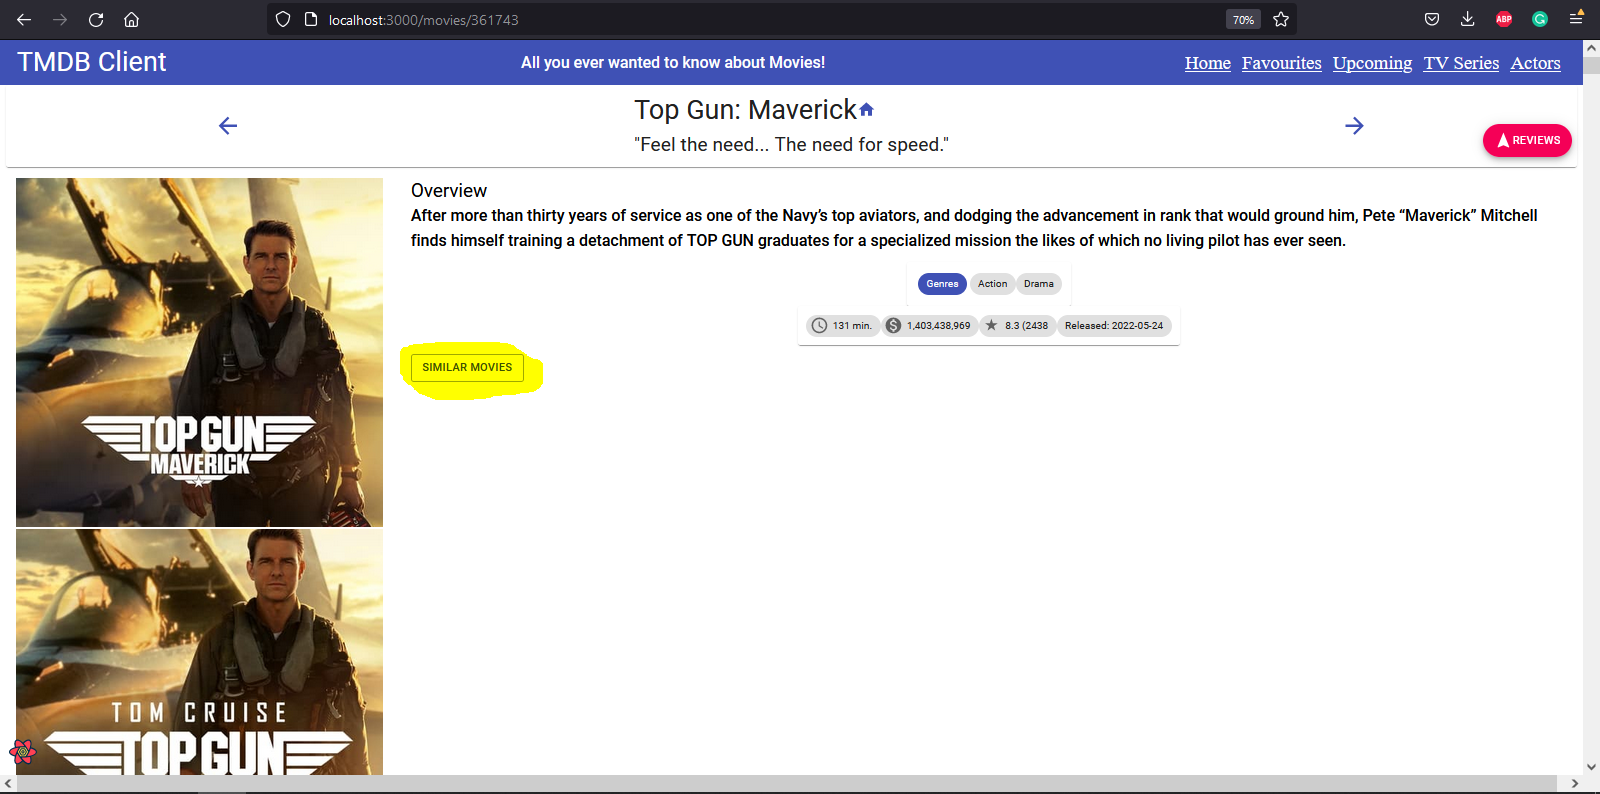 localhost:3000/movies/361743
70%
ABP
G
TMDB Client
All you ever wanted to know about Movies!
Home Favourites Upcoming TV Series Actors
Top Gun: Maverick
"Feel the need... The need for speed."
REVIEWS
Overview
After more than thirty years of service as one of the Navy’s top aviators, and dodging the advancement in rank that would ground him, Pete “Maverick” Mitchell
finds himself training a detachment of TOP GUN graduates for a specialized mission the likes of which no living pilot has ever seen.
Genres Action Drama
131 min. 1,403,438,969 8.3 (2438 Released: 2022-05-24
SIMILAR MOVIES
TOP GUN
MAVERICK
TOM CRUISE
TOP GUN